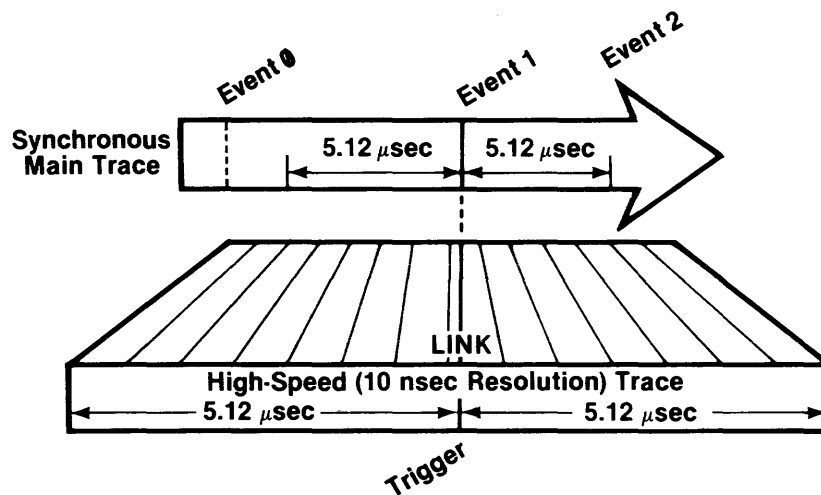 Event 0
Event 1
Event 2
Synchronous
Main Trace
5.12 μsec
5.12 μsec
LINK
High-Speed (10 nsec Resolution) Trace
5.12 μsec
5.12 μsec
Trigger